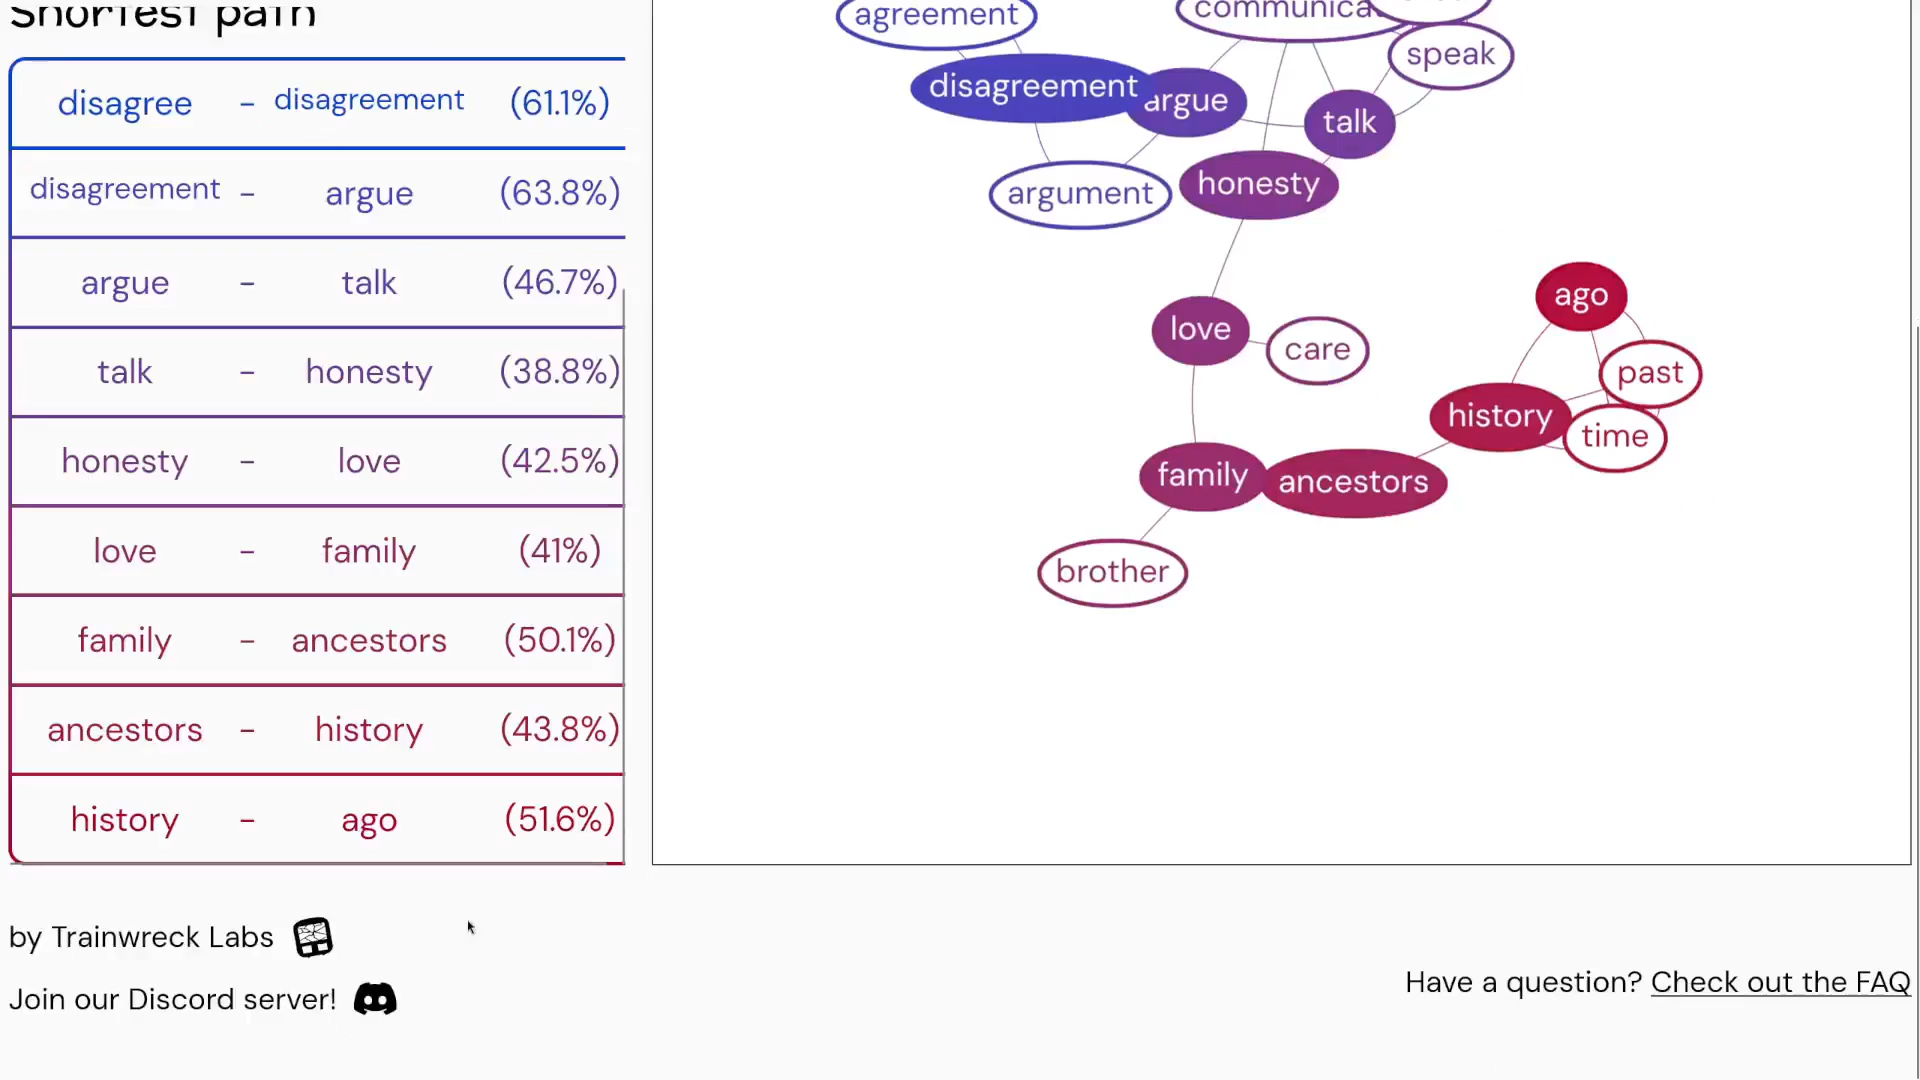 Shortest path
disagree - disagreement (61.1%)
disagreement - argue (63.8%)
argue - talk (46.7%)
talk - honesty (38.8%)
honesty - love (42.5%)
love - family (41%)
family - ancestors (50.1%)
ancestors - history (43.8%)
history - ago (51.6%)
by Trainwreck Labs
Join our Discord server!
agreement
speak
disagreement
argue
talk
argument
honesty
ago
love
care
past
history
time
family
ancestors
brother
Have a question? Check out the FAQ